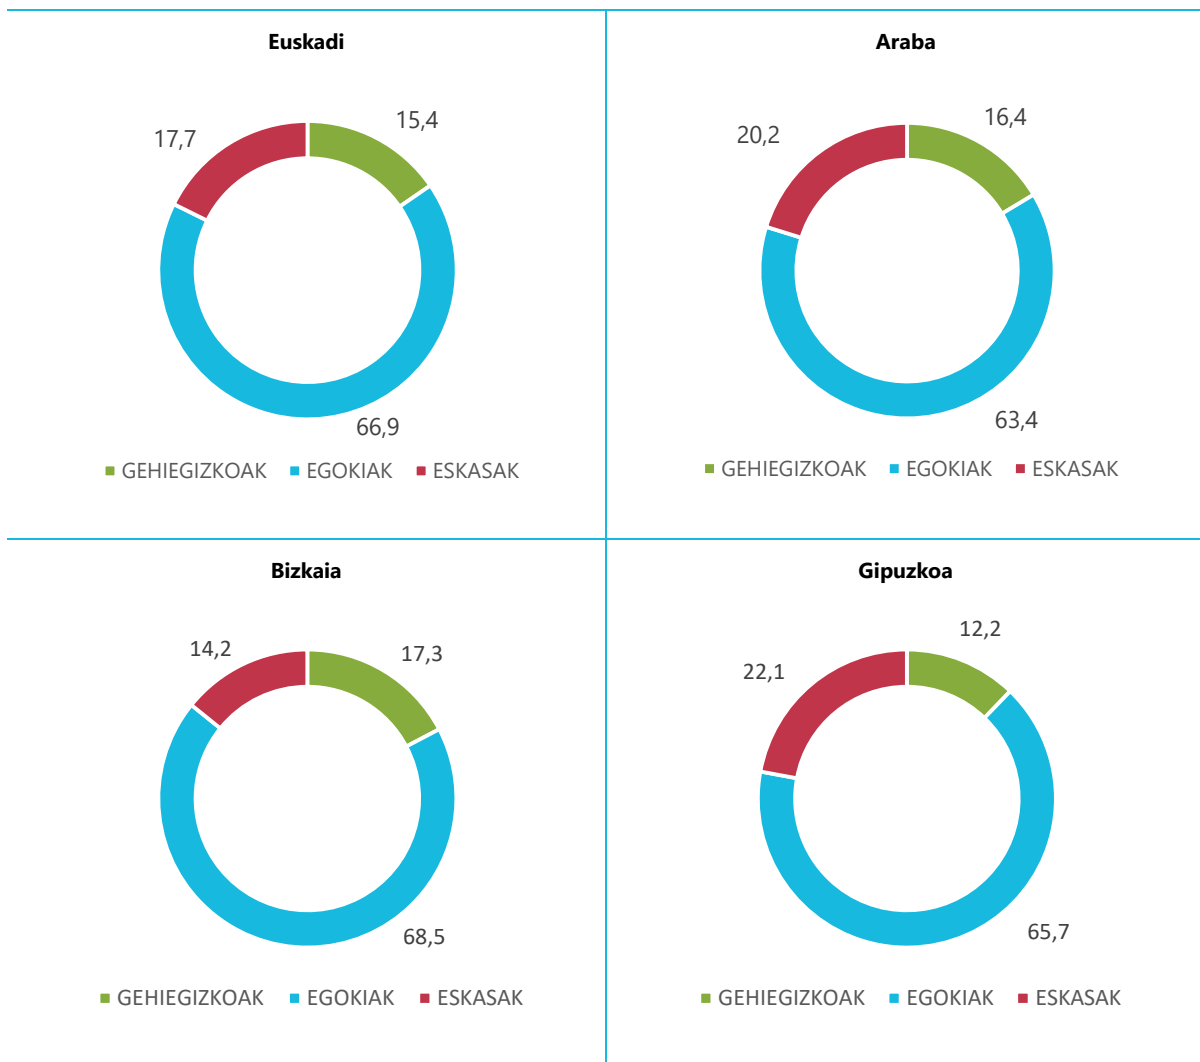 Euskadi
15,4
17,7
66,9
GEHIEGIZKOAK EGOKIAK ESKASAK
Araba
16,4
20,2
63,4
GEHIEGIZKOAK EGOKIAK ESKASAK
Bizkaia
14,2
17,3
68,5
GEHIEGIZKOAK EGOKIAK ESKASAK
Gipuzkoa
12,2
22,1
65,7
GEHIEGIZKOAK EGOKIAK ESKASAK